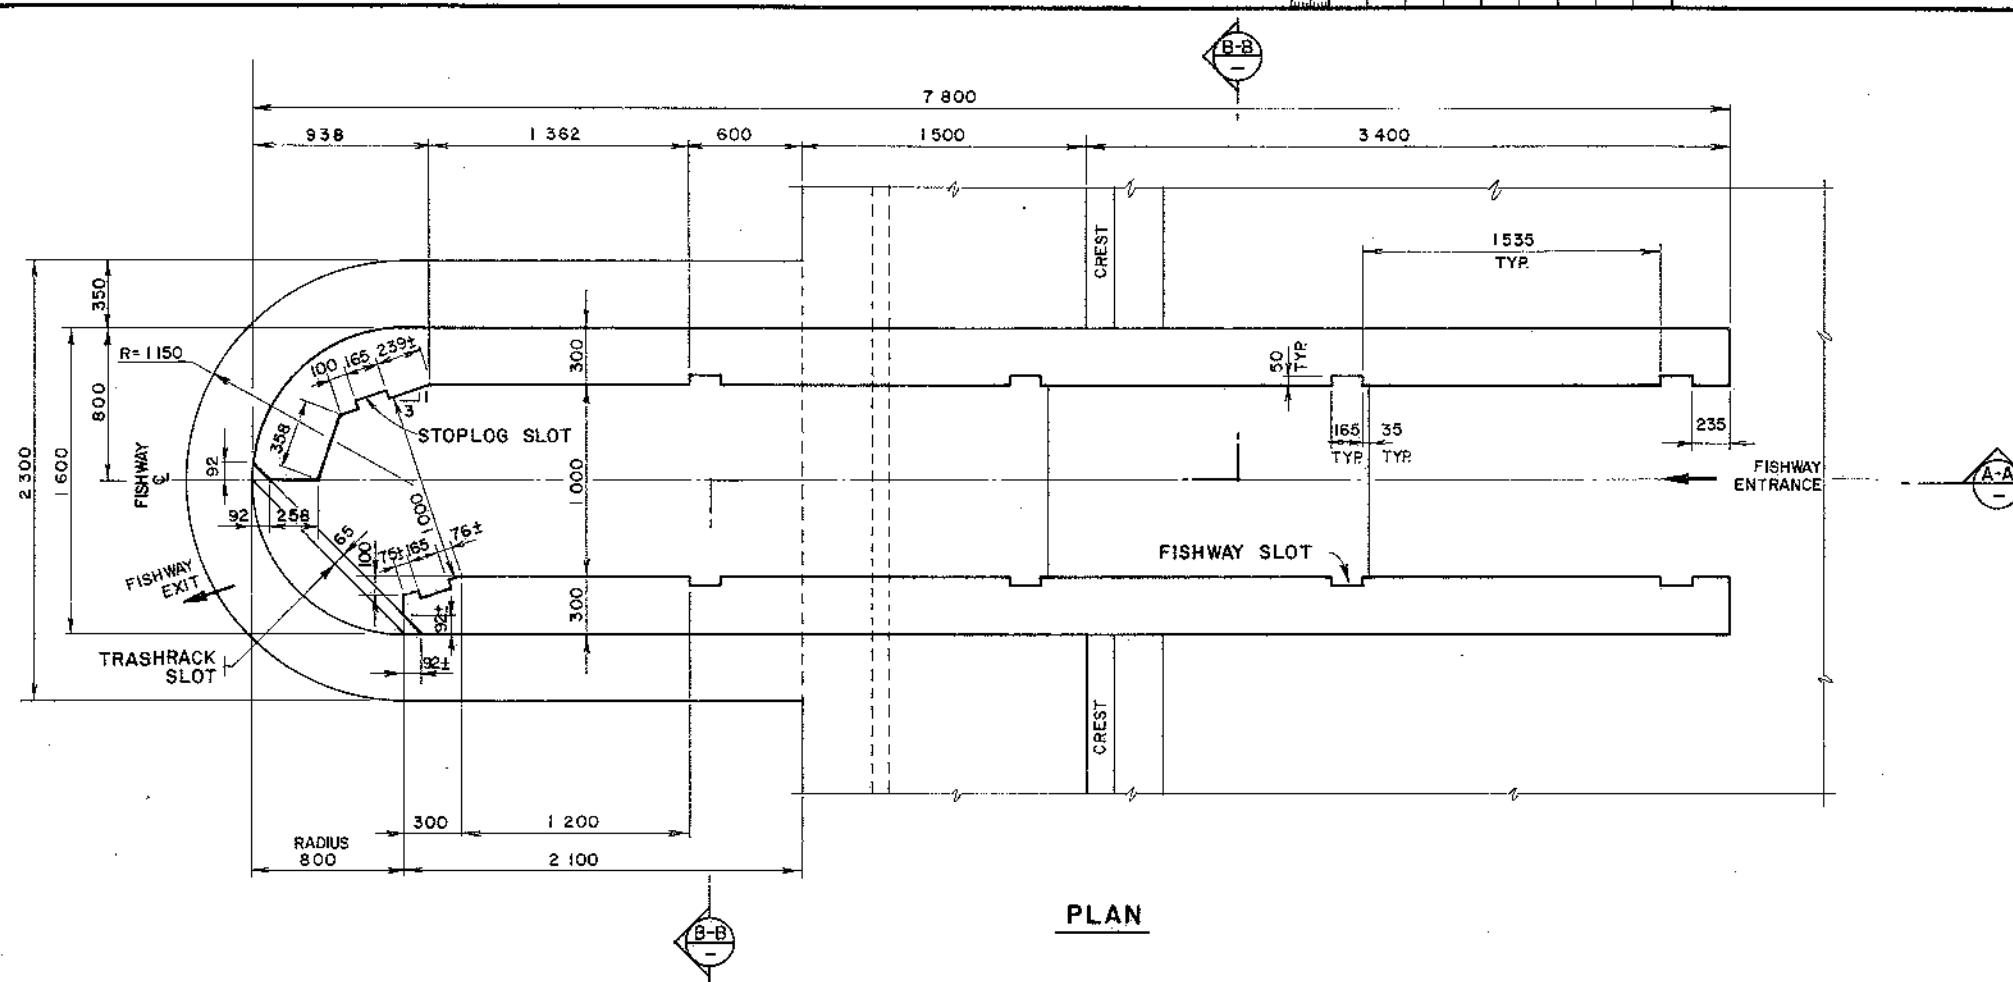 B-B
–
7 800
938
1 362
600
1 500
3 400
CREST
1535
TYP.
350
R= 1150
100
165
239±
300
50
TYP.
800
3
1
358
STOPLOG SLOT
165
TYP.
35
TYP.
235
2 300
1 600
92
FISHWAY
℄
1 000
1 000
FISHWAY
ENTRANCE
A-A
–
92
258
65
100
75±
165
76±
FISHWAY SLOT
FISHWAY
EXIT
300
92±
TRASHRACK
SLOT
92±
CREST
300
1 200
RADIUS
800
2 100
PLAN
B-B
–